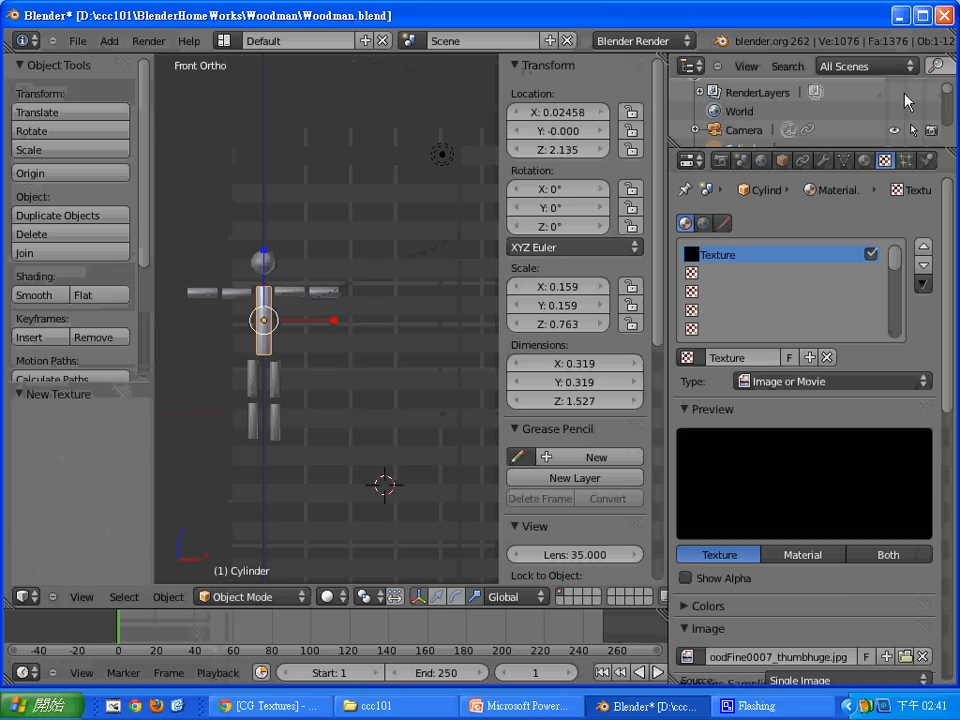 Blender* [D:\ccc101\BlenderHomeWorks\Woodman\Woodman.blend]
File Add Render Help Default Scene Blender Render blender.org 262 | Ve:1076 | Fa:1376 | Ob:1-12
Object Tools
Transform:
Translate
Rotate
Scale
Origin
Object:
Duplicate Objects
Delete
Join
Shading:
Smooth Flat
Keyframes:
Insert Remove
Motion Paths:
Calculate Paths
New Texture
Front Ortho
(1) Cylinder
Transform
Location:
X: 0.02458
Y: -0.000
Z: 2.135
Rotation:
X: 0°
Y: 0°
Z: 0°
XYZ Euler
Scale:
X: 0.159
Y: 0.159
Z: 0.763
Dimensions:
X: 0.319
Y: 0.319
Z: 1.527
Grease Pencil
New
New Layer
Delete Frame Convert
View
Lens: 35.000
Lock to Object:
View Search All Scenes
RenderLayers
World
Camera
Cylind Material. Textu
Texture
Texture F
Type: Image or Movie
Preview
Texture Material Both
Show Alpha
Colors
Image
oodFine0007_thumbhuge.jpg F
Source: Single Image
View Select Object Object Mode Global
-40 -20 0 20 40 60 80 100 120 140 160 180 200 220 240 260
View Marker Frame Playback Start: 1 End: 250 1
開始 [CG Textures] - ... ccc101 Microsoft Power... Blender* [D:\cc... Flashing 下午 02:41